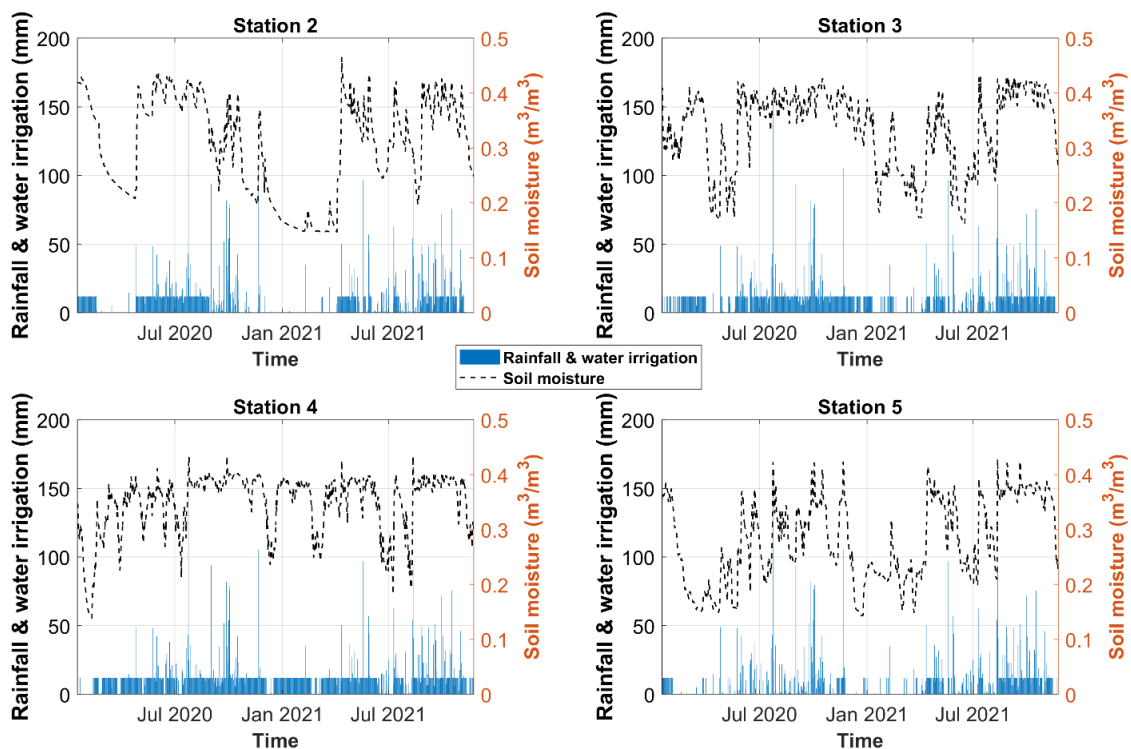 Station 2
Rainfall & water irrigation (mm)
200
150
100
50
0
Soil moisture (m³/m³)
0.5
0.4
0.3
0.2
0.1
0
Jul 2020 Jan 2021 Jul 2021
Time
Station 3
Rainfall & water irrigation (mm)
200
150
100
50
0
Soil moisture (m³/m³)
0.5
0.4
0.3
0.2
0.1
0
Jul 2020 Jan 2021 Jul 2021
Time
Rainfall & water irrigation
Soil moisture
Station 4
Rainfall & water irrigation (mm)
200
150
100
50
0
Soil moisture (m³/m³)
0.5
0.4
0.3
0.2
0.1
0
Jul 2020 Jan 2021 Jul 2021
Time
Station 5
Rainfall & water irrigation (mm)
200
150
100
50
0
Soil moisture (m³/m³)
0.5
0.4
0.3
0.2
0.1
0
Jul 2020 Jan 2021 Jul 2021
Time